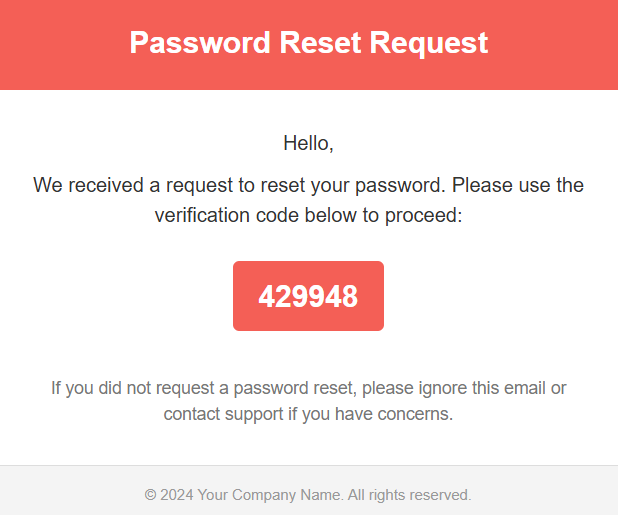 Password Reset Request
Hello,
We received a request to reset your password. Please use the
verification code below to proceed:
429948
If you did not request a password reset, please ignore this email or
contact support if you have concerns.
© 2024 Your Company Name. All rights reserved.